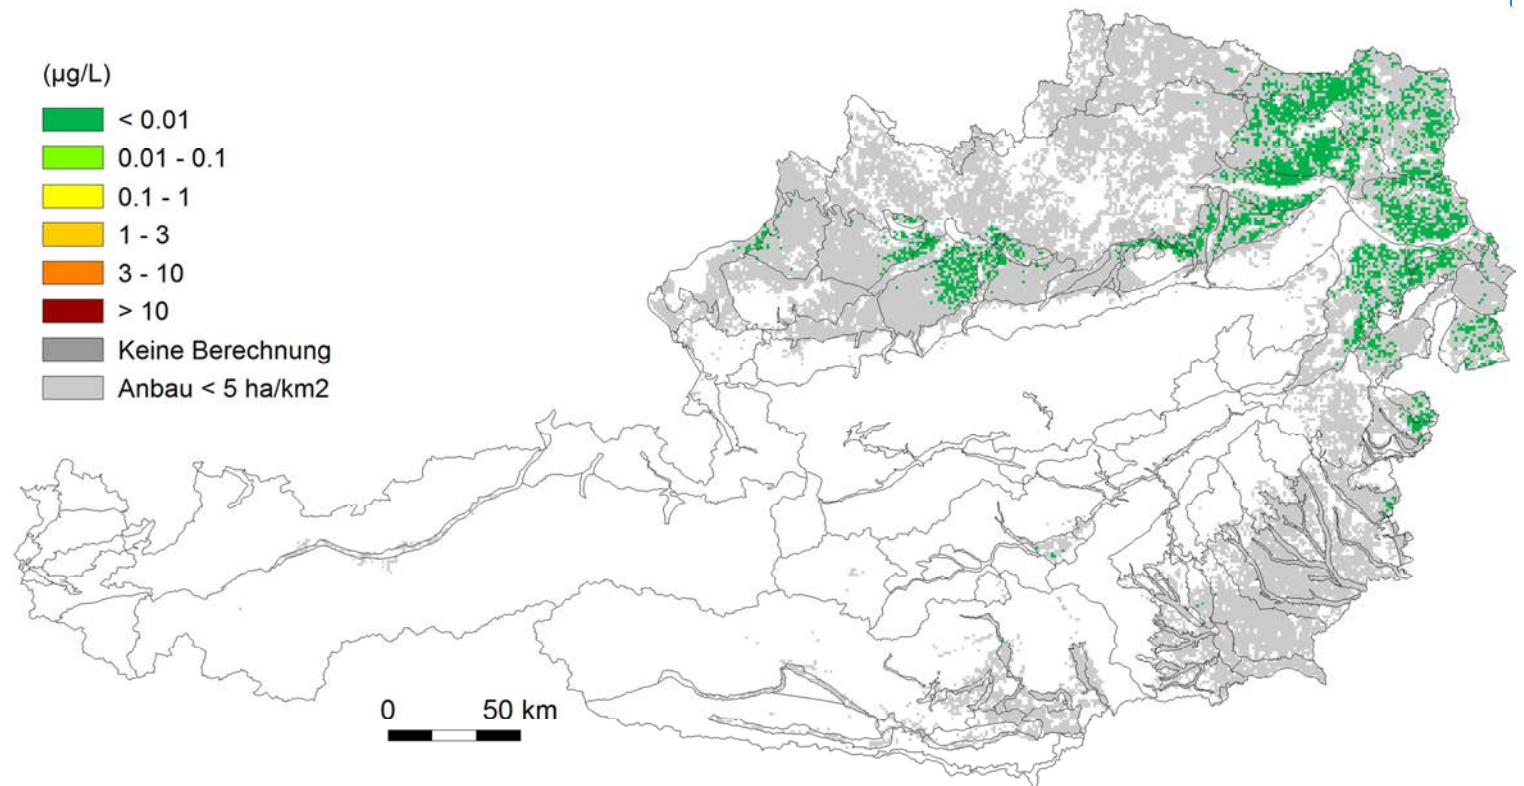 (µg/L)
< 0.01
0.01 - 0.1
0.1 - 1
1 - 3
3 - 10
> 10
Keine Berechnung
Anbau < 5 ha/km2
0 50 km